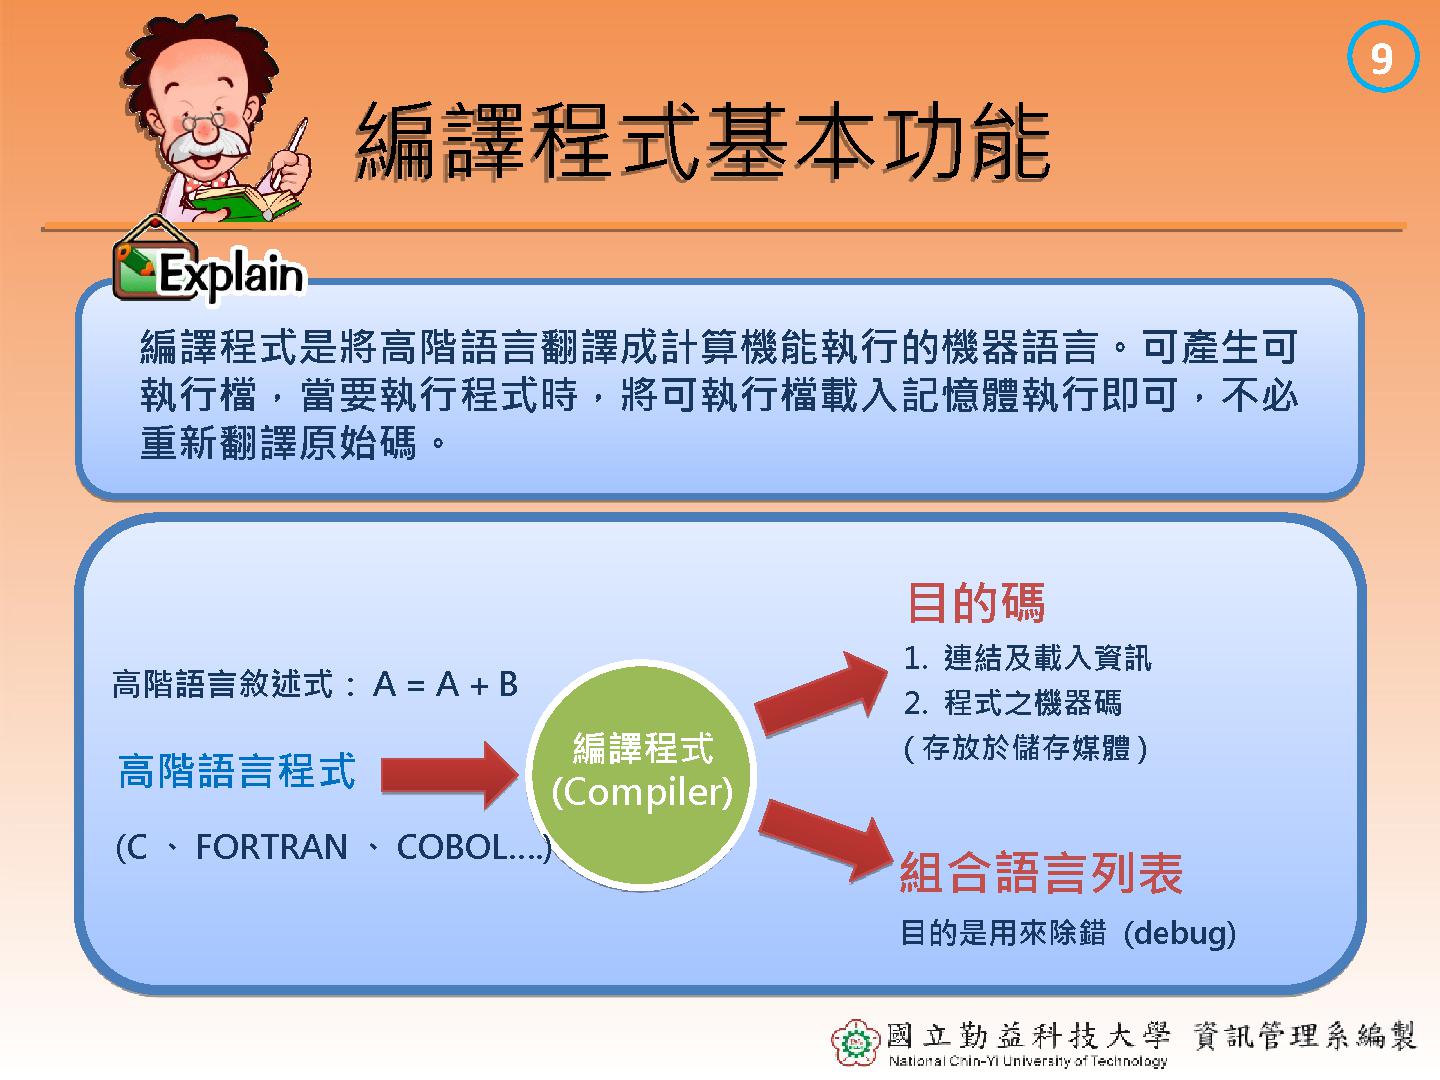 9
編譯程式基本功能
Explain
編譯程式是將高階語言翻譯成計算機能執行的機器語言。可產生可
執行檔，當要執行程式時，將可執行檔載入記憶體執行即可，不必
重新翻譯原始碼。
高階語言敘述式： A = A + B
高階語言程式
(C 、 FORTRAN 、 COBOL....)
編譯程式
(Compiler)
目的碼
1. 連結及載入資訊
2. 程式之機器碼
( 存放於儲存媒體 )
組合語言列表
目的是用來除錯 (debug)
國立勤益科技大學 資訊管理系編製
National Chin-Yi University of Technology